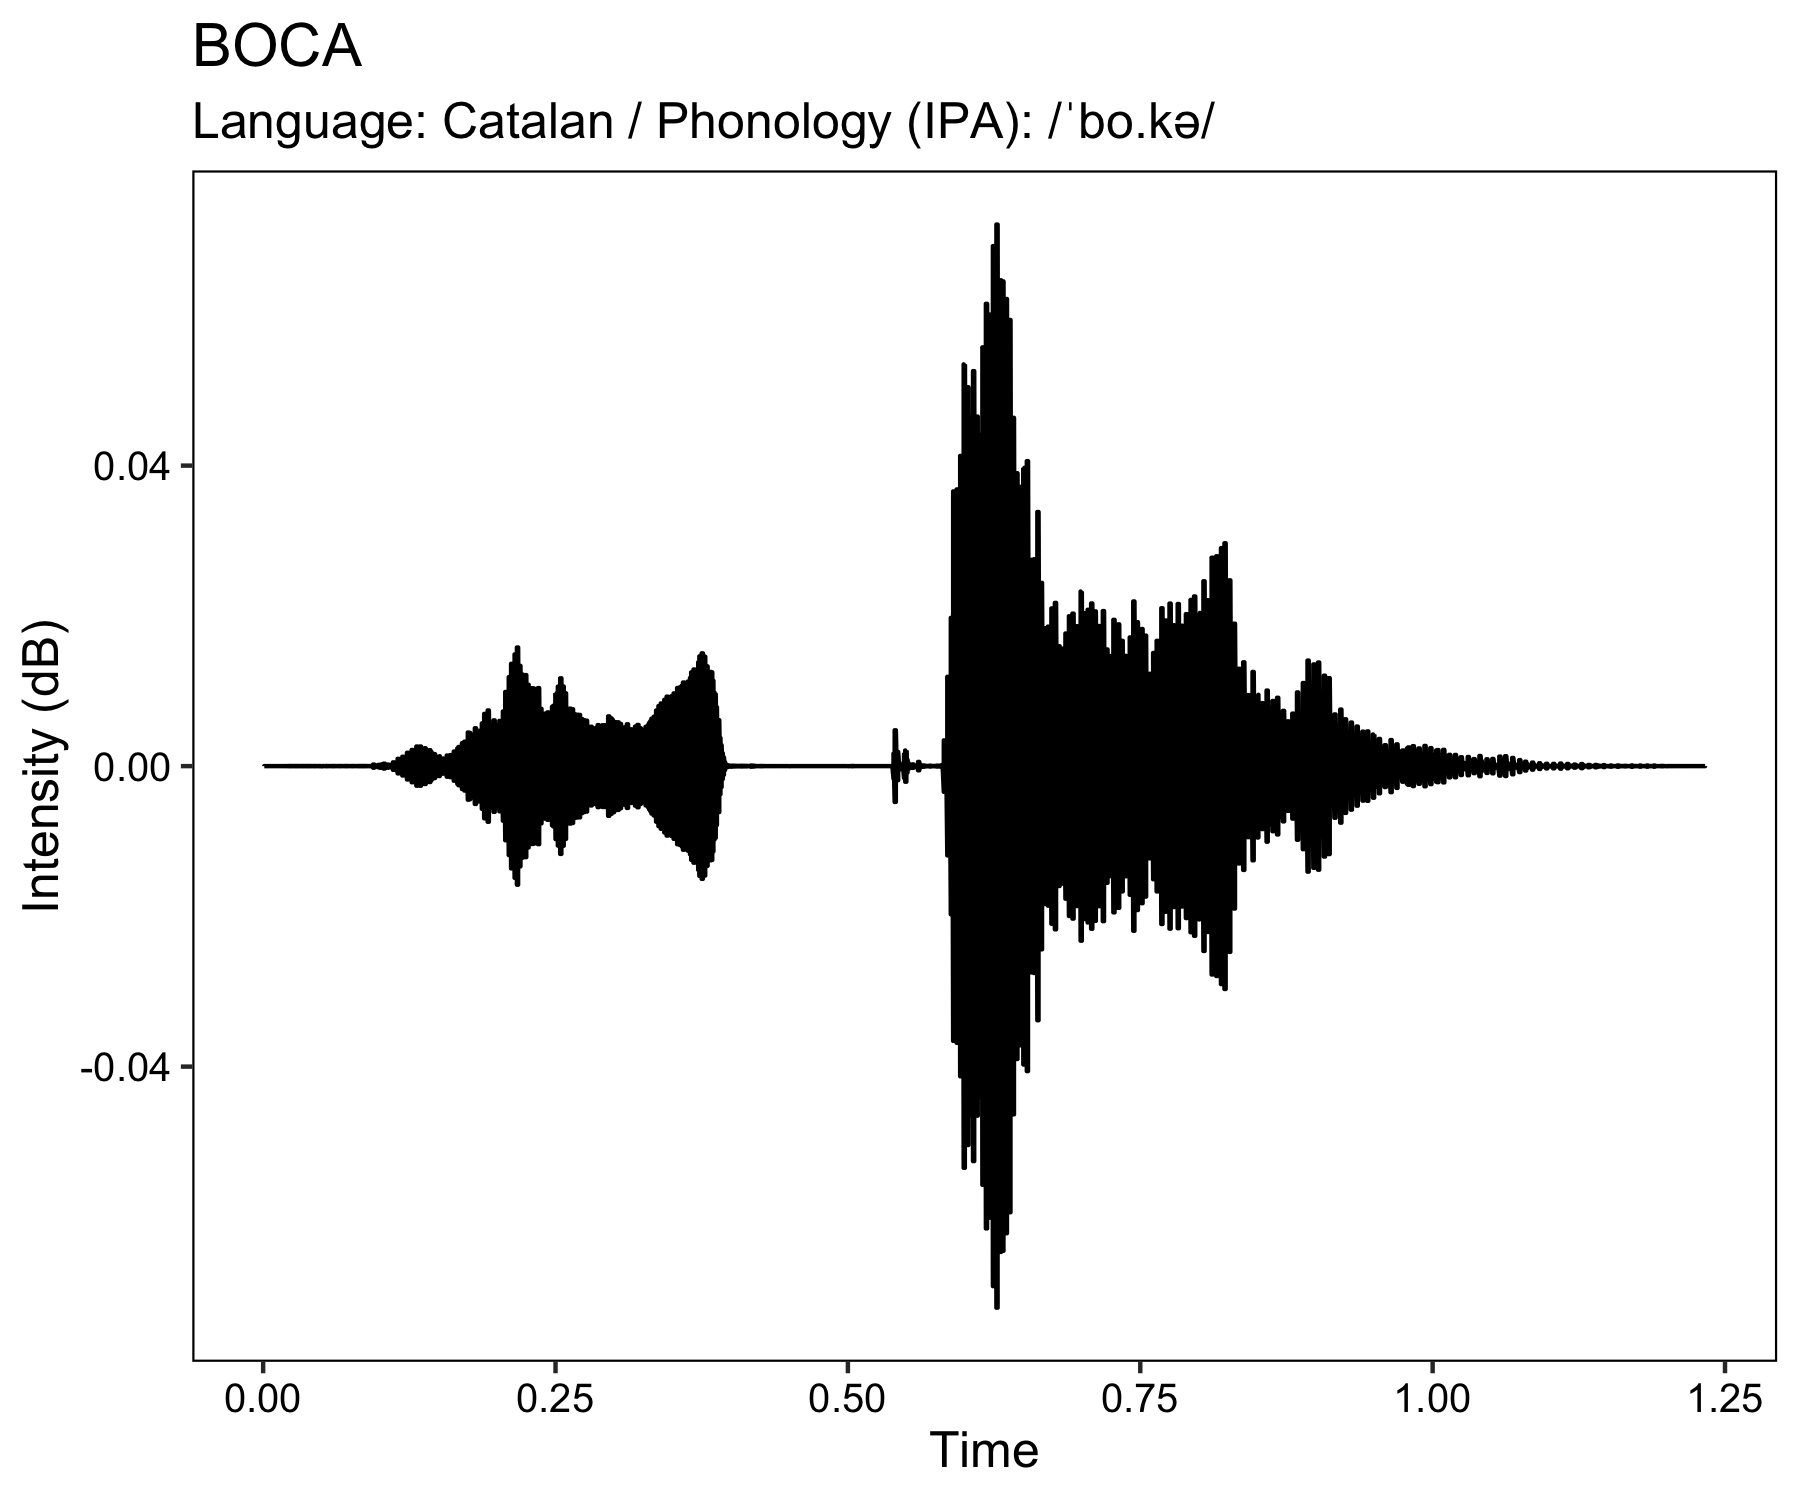 BOCA
Language: Catalan / Phonology (IPA): /ˈbo.kə/
Intensity (dB)
0.04
0.00
-0.04
0.00 0.25 0.50 0.75 1.00 1.25
Time